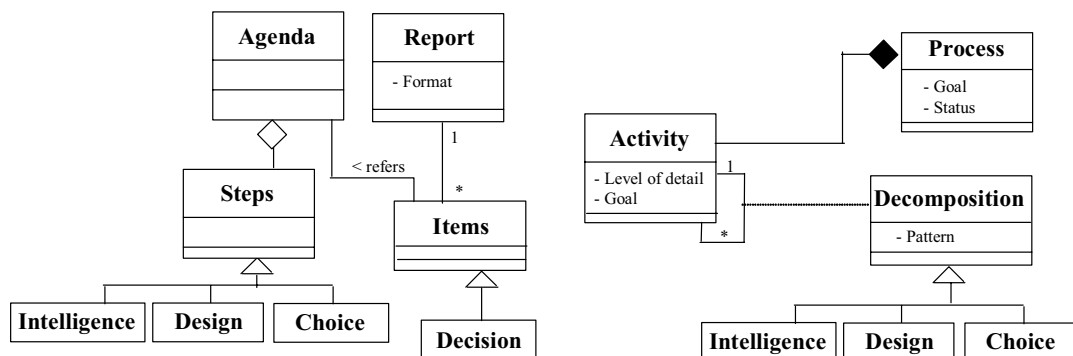 Agenda
Report
- Format
1
< refers
*
Steps
Items
Intelligence
Design
Choice
Decision
Process
- Goal
- Status
Activity
- Level of detail
- Goal
1
*
Decomposition
- Pattern
Intelligence
Design
Choice